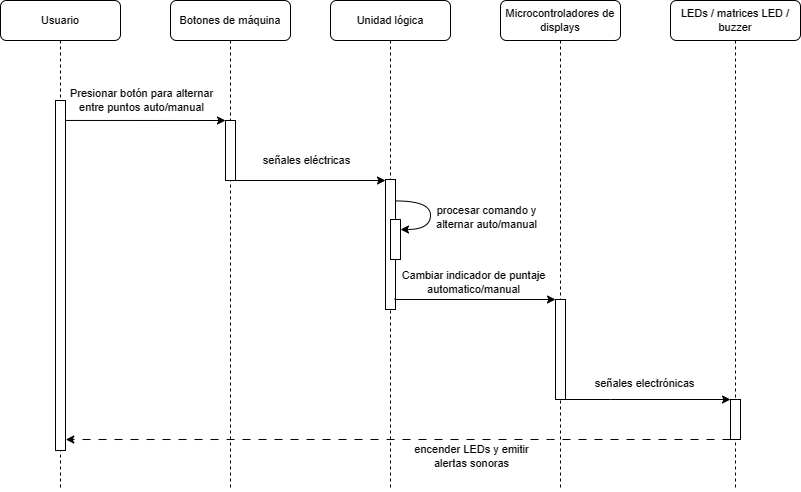 Usuario
Botones de máquina
Unidad lógica
Microcontroladores de
displays
LEDs / matrices LED /
buzzer
Presionar botón para alternar
entre puntos auto/manual
señales eléctricas
procesar comando y
alternar auto/manual
Cambiar indicador de puntaje
automatico/manual
señales electrónicas
encender LEDs y emitir
alertas sonoras